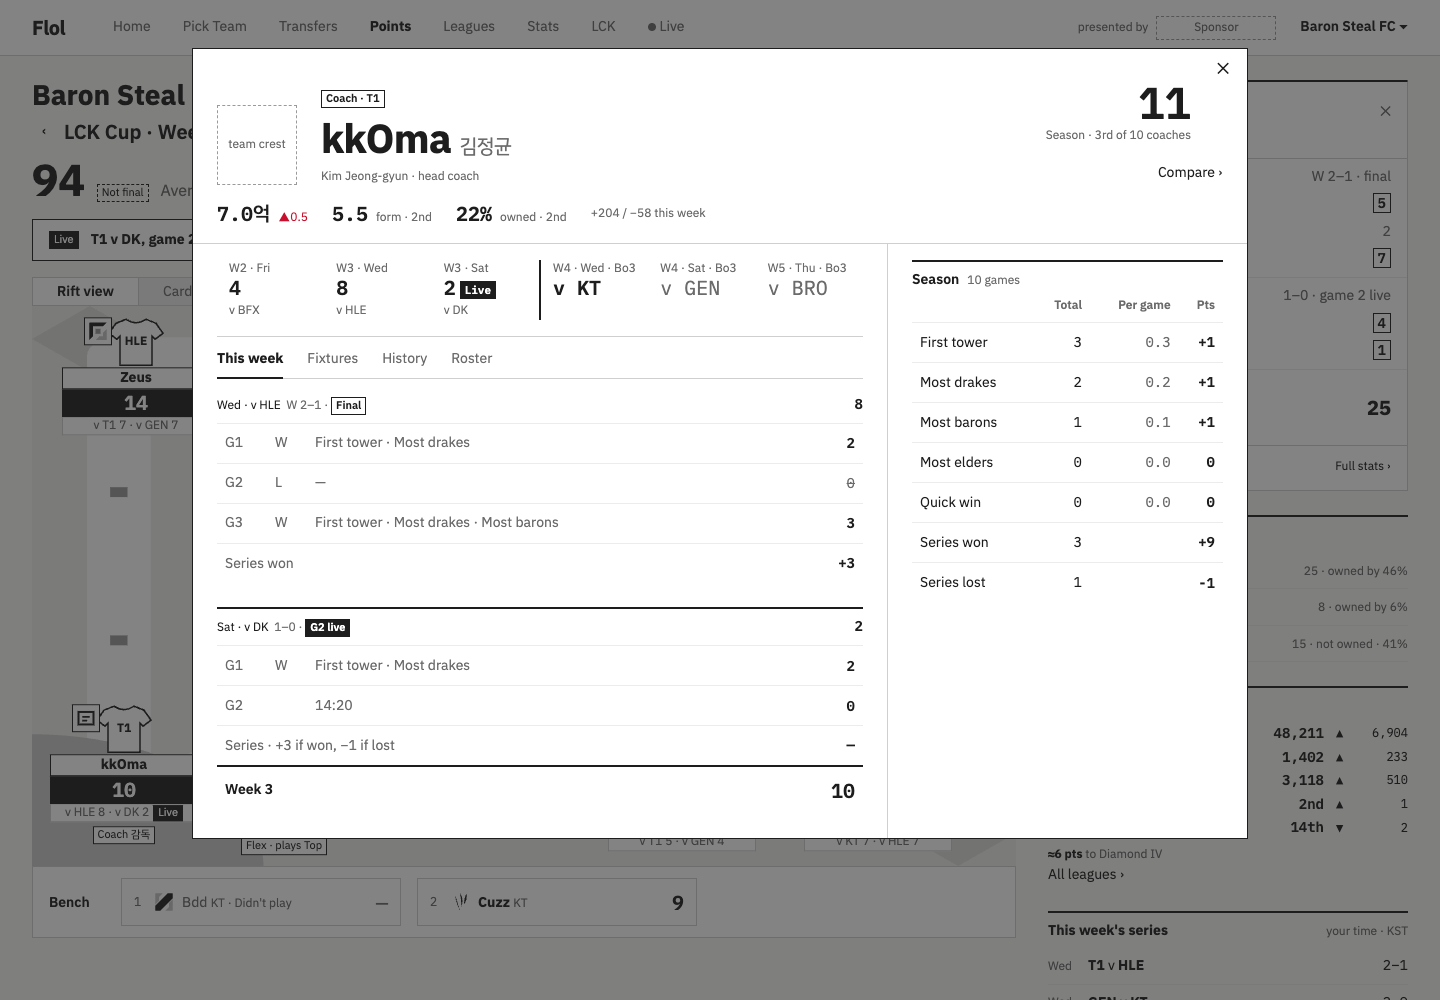 Flol Home Pick Team Transfers Points Leagues Stats LCK Live presented by Sponsor Baron Steal FC
Baron Steal
‹ LCK Cup · Wee
94 Not final Aver
Live T1 v DK, game 2
Rift view Card
HLE
Zeus
14
v T1 7 · v GEN 7
T1
kkOma
10
v HLE 8 · v DK 2 Live
Coach 감독
Flex · plays Top
v T1 5 · v GEN 4
v KT 7 · v HLE 7
Bench 1 Bdd KT · Didn't play — 2 Cuzz KT 9
×
team crest
Coach · T1
kkOma 김정균
Kim Jeong-gyun · head coach
11
Season · 3rd of 10 coaches
Compare ›
7.0억 ▲0.5 5.5 form · 2nd 22% owned · 2nd +204 / −58 this week
W2 · Fri W3 · Wed W3 · Sat W4 · Wed · Bo3 W4 · Sat · Bo3 W5 · Thu · Bo3
4 8 2 Live v KT v GEN v BRO
v BFX v HLE v DK
This week Fixtures History Roster
Wed · v HLE W 2–1 · Final 8
G1 W First tower · Most drakes 2
G2 L — 0
G3 W First tower · Most drakes · Most barons 3
Series won +3
Sat · v DK 1–0 · G2 live 2
G1 W First tower · Most drakes 2
G2 14:20 0
Series · +3 if won, −1 if lost –
Week 3 10
Season 10 games
Total Per game Pts
First tower 3 0.3 +1
Most drakes 2 0.2 +1
Most barons 1 0.1 +1
Most elders 0 0.0 0
Quick win 0 0.0 0
Series won 3 +9
Series lost 1 -1
×
W 2–1 · final
5
2
7
1–0 · game 2 live
4
1
25
Full stats ›
25 · owned by 46%
8 · owned by 6%
15 · not owned · 41%
48,211 ▲ 6,904
1,402 ▲ 233
3,118 ▲ 510
2nd ▲ 1
14th ▼ 2
≈6 pts to Diamond IV
All leagues ›
This week's series your time · KST
Wed T1 v HLE 2–1